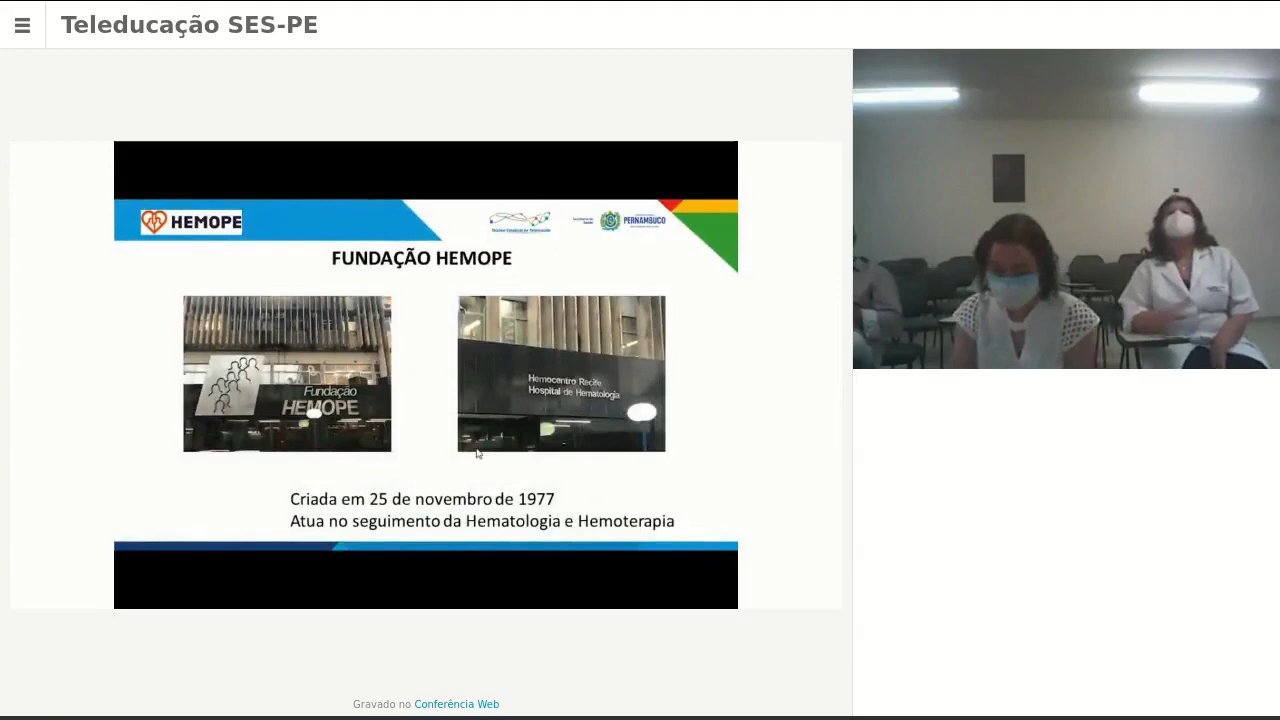 Teleducação SES-PE
HEMOPE
PERNAMBUCO
FUNDAÇÃO HEMOPE
Fundação
HEMOPE
Hemocentro Recife
Hospital de Hematologia
Criada em 25 de novembro de 1977
Atua no seguimento da Hematologia e Hemoterapia
Gravado no Conferência Web